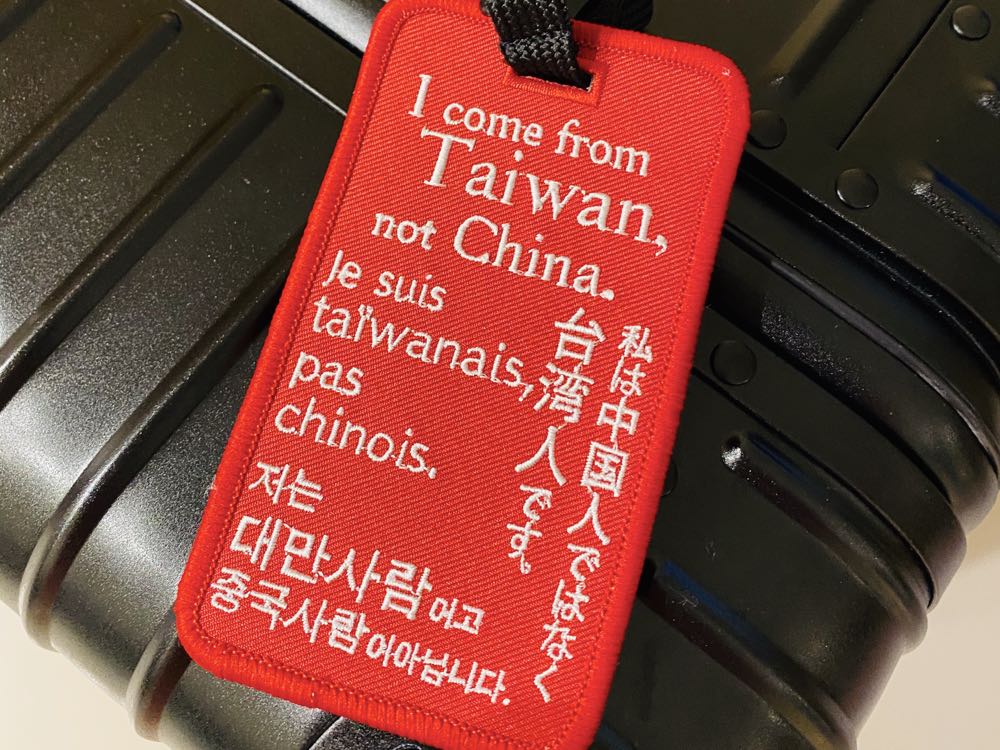 I come from
Taiwan,
not China.
Je suis
taïwanais,
pas
chinois.
私は中国人ではなく
台湾人です。
저는
대만사람여고
중국사람이아닙니다.